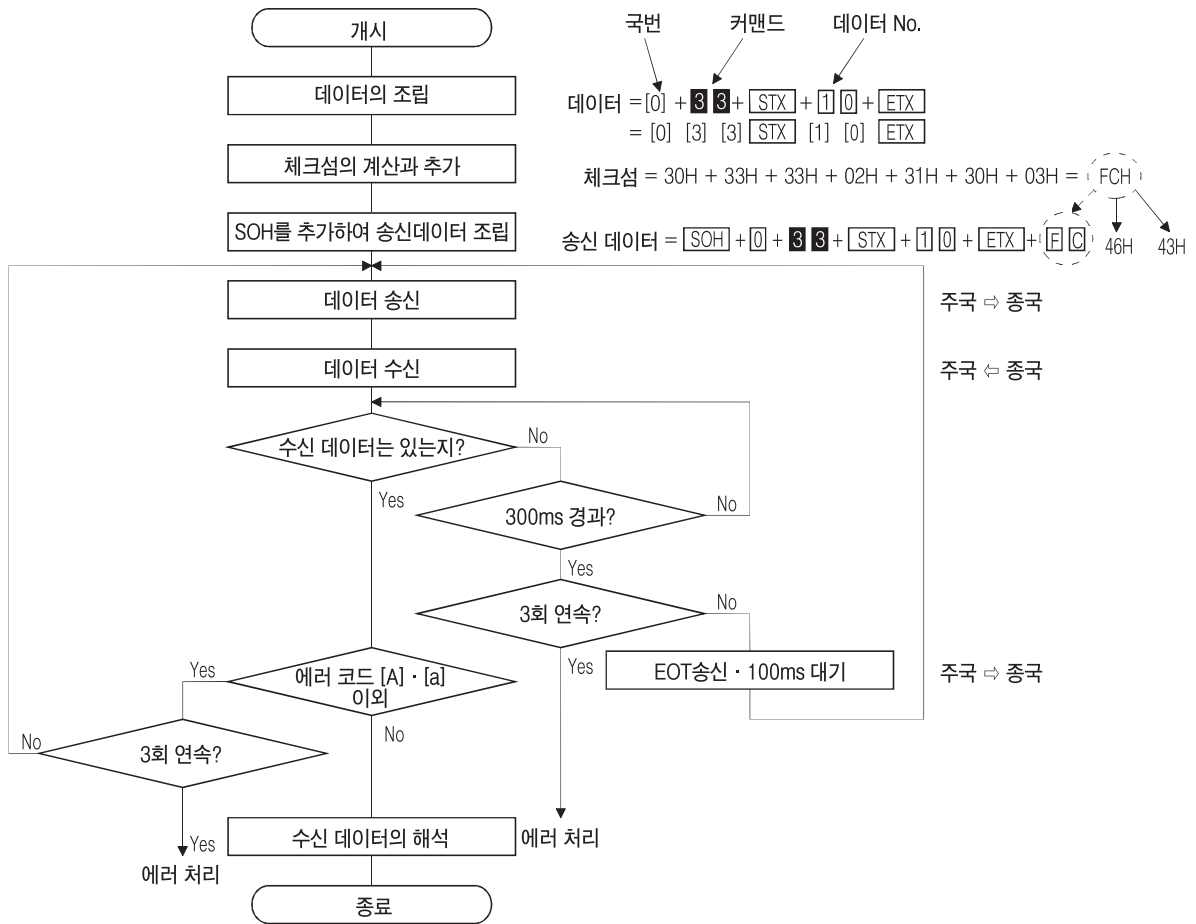 개시
국번 커맨드 데이터 No.
데이터의 조립
데이터 = [0] + 3 3 + STX + 1 0 + ETX
= [0] [3] [3] STX [1] [0] ETX
체크섬의 계산과 추가
체크섬 = 30H + 33H + 33H + 02H + 31H + 30H + 03H = FCH
SOH를 추가하여 송신데이터 조립
송신 데이터 = SOH + 0 + 3 3 + STX + 1 0 + ETX + F C 46H 43H
데이터 송신
주국 ⇨ 종국
데이터 수신
주국 ⇦ 종국
수신 데이터는 있는지?
No
Yes
300ms 경과?
No
Yes
3회 연속?
No
Yes
EOT송신 · 100ms 대기
주국 ⇨ 종국
에러 코드 [A] · [a]
이외
Yes
No
3회 연속?
No
Yes
에러 처리
에러 처리
수신 데이터의 해석
종료